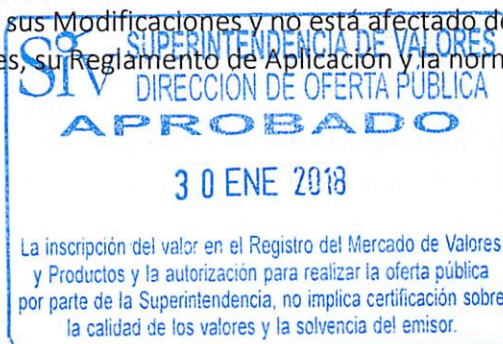 sus Modificaciones y no está afectado de
es, su Reglamento de Aplicación y la norm
SIV SUPERINTENDENCIA DE VALORES
DIRECCIÓN DE OFERTA PÚBLICA
APROBADO
30 ENE 2018
La inscripción del valor en el Registro del Mercado de Valores
y Productos y la autorización para realizar la oferta pública
por parte de la Superintendencia, no implica certificación sobre
la calidad de los valores y la solvencia del emisor.